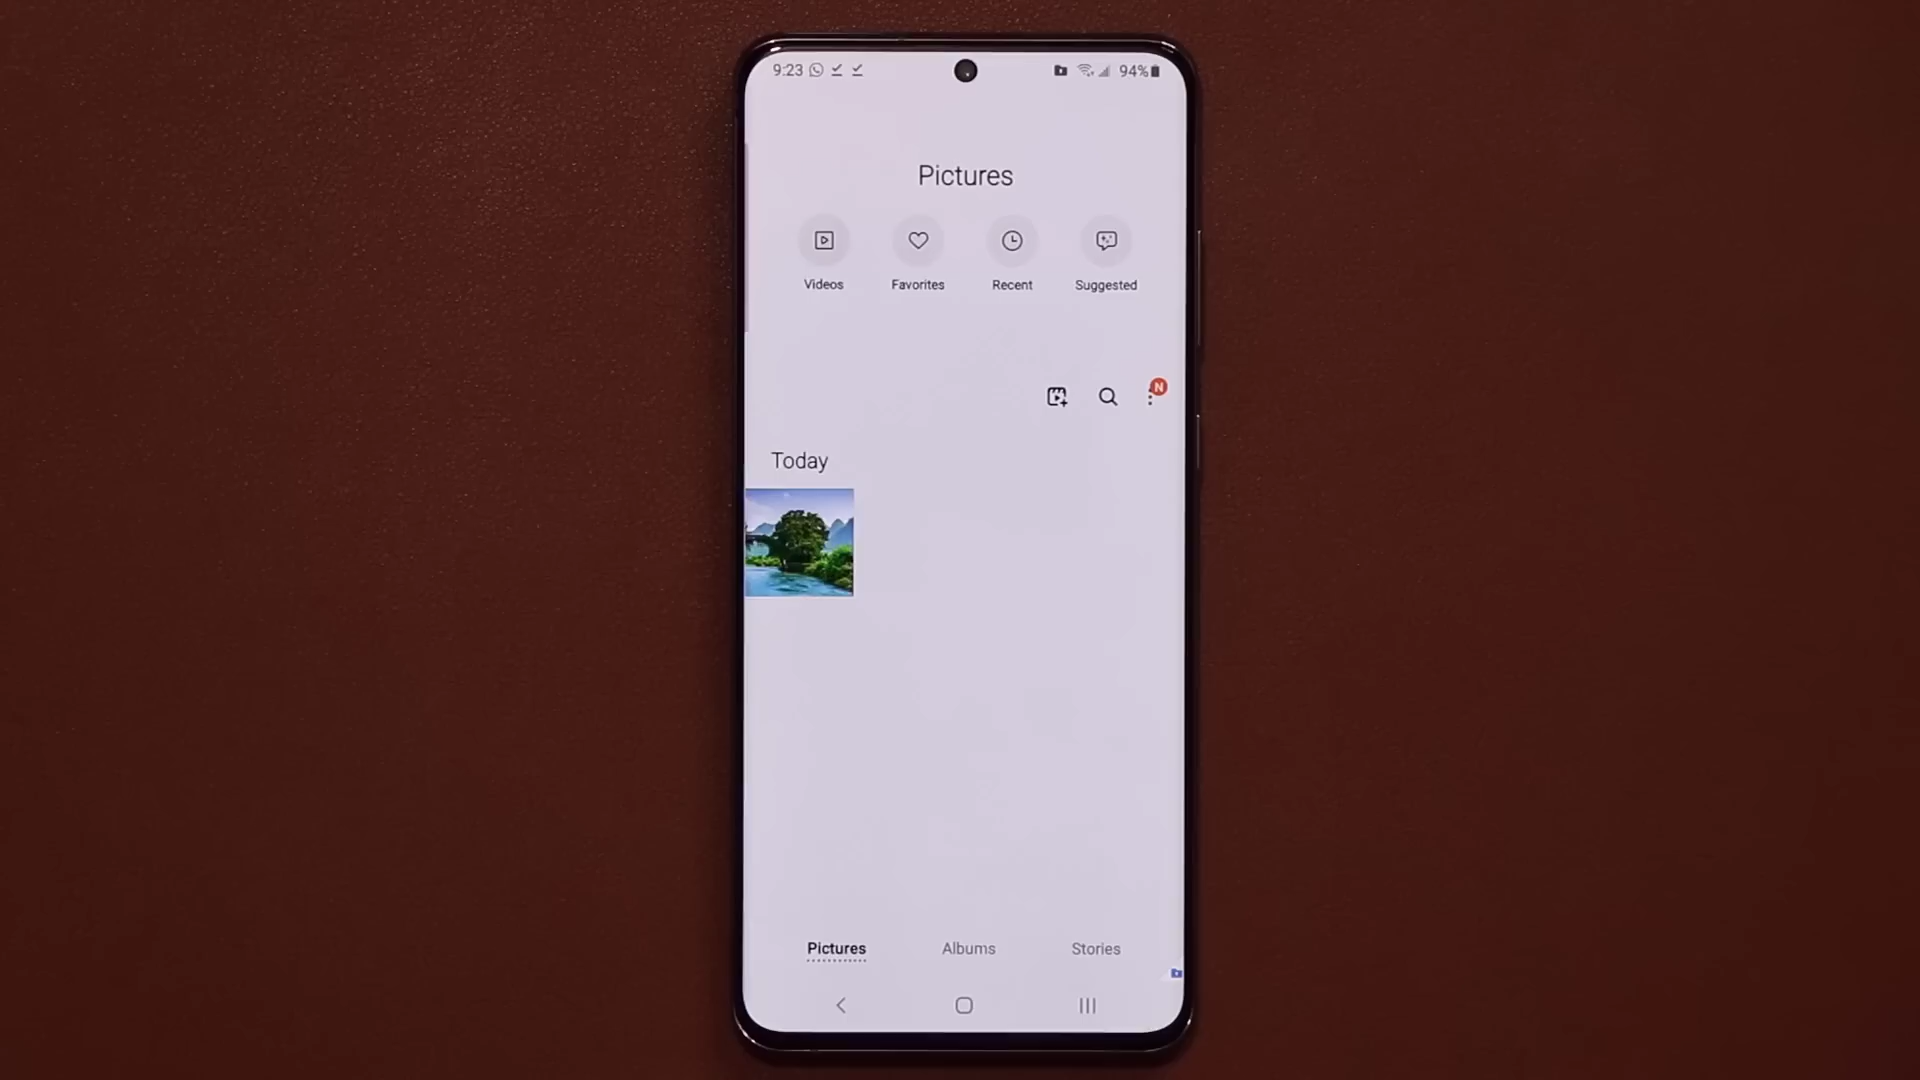 9:23 94%
Pictures
Videos Favorites Recent Suggested
N
Today
Pictures Albums Stories